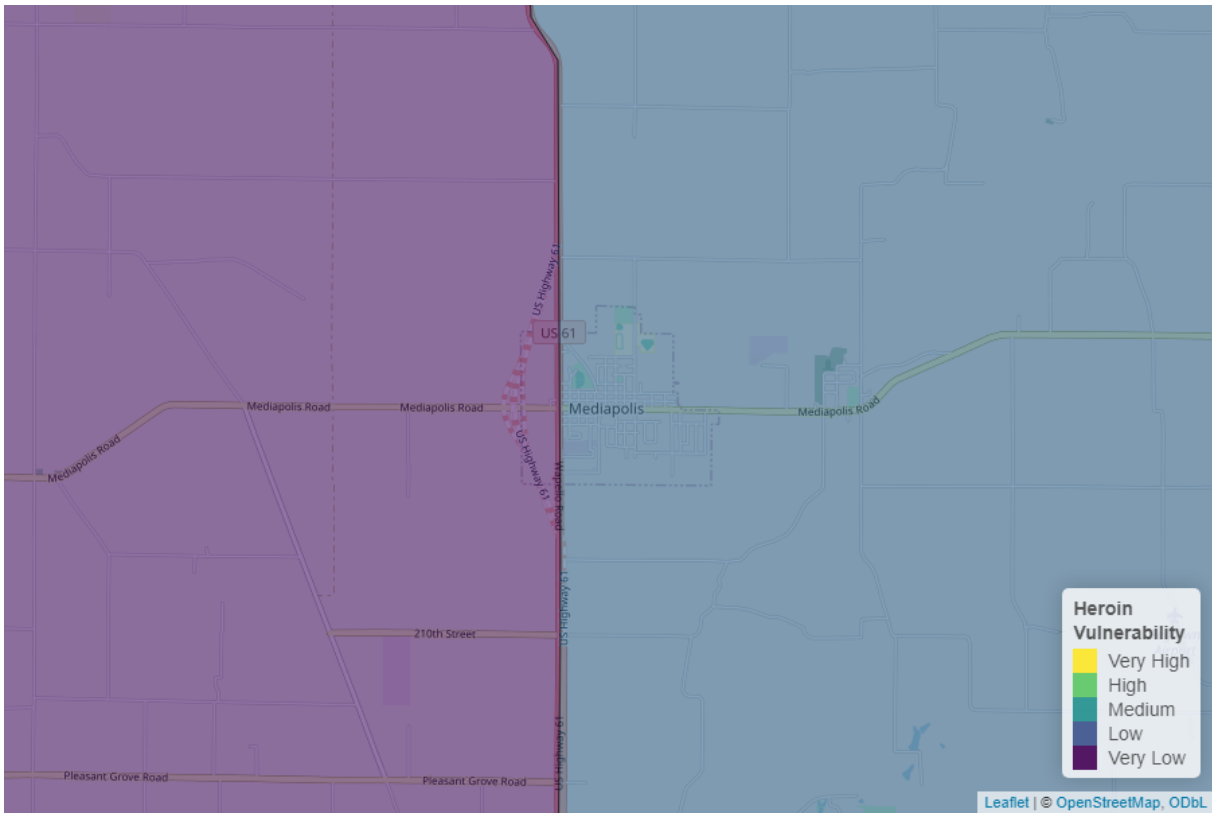 US Highway 61
US 61
Mediapolis Road
Mediapolis Road
Mediapolis
Mediapolis Road
Mediapolis Road
US Highway 61
Wapello Road
US Highway 61
210th Street
US Highway 61
Pleasant Grove Road
Pleasant Grove Road
Heroin
Vulnerability
Very High
High
Medium
Low
Very Low
Leaflet | © OpenStreetMap, ODbL